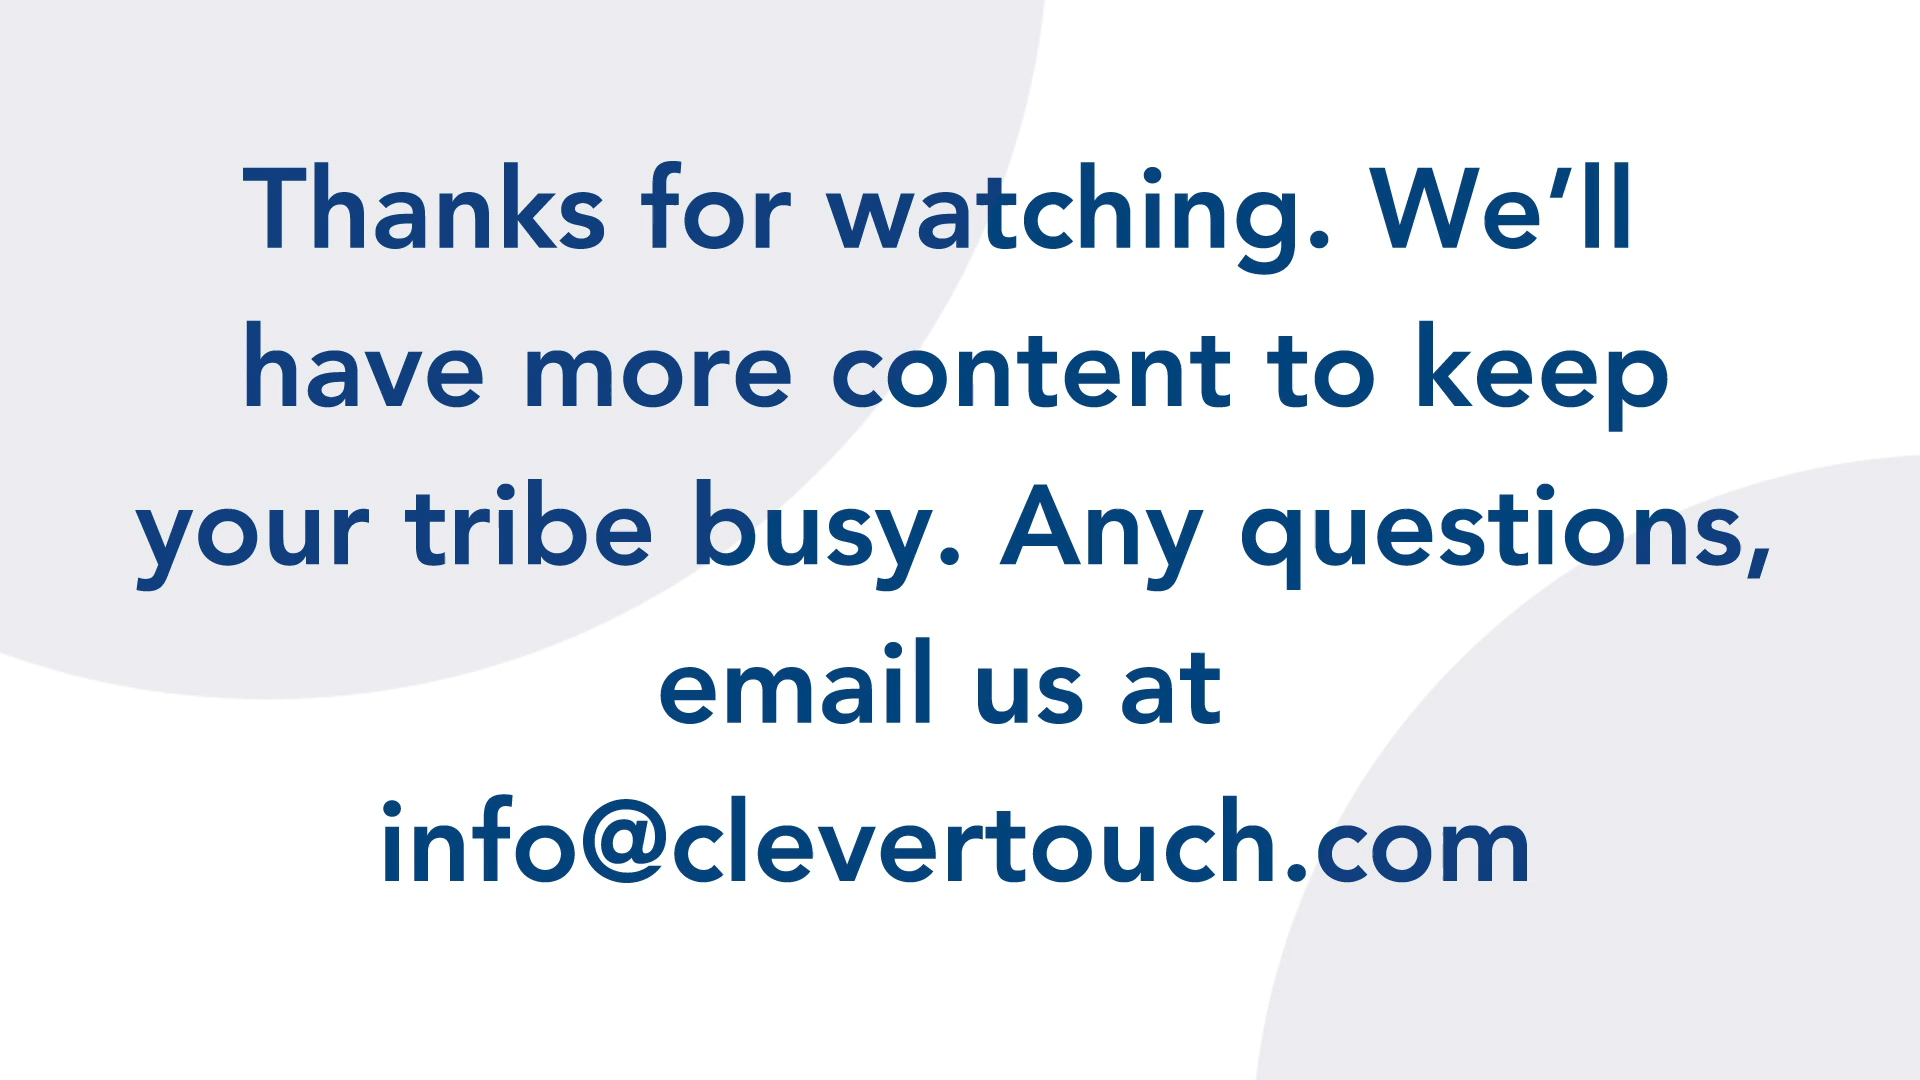 Thanks for watching. We’ll
have more content to keep
your tribe busy. Any questions,
email us at
info@clevertouch.com